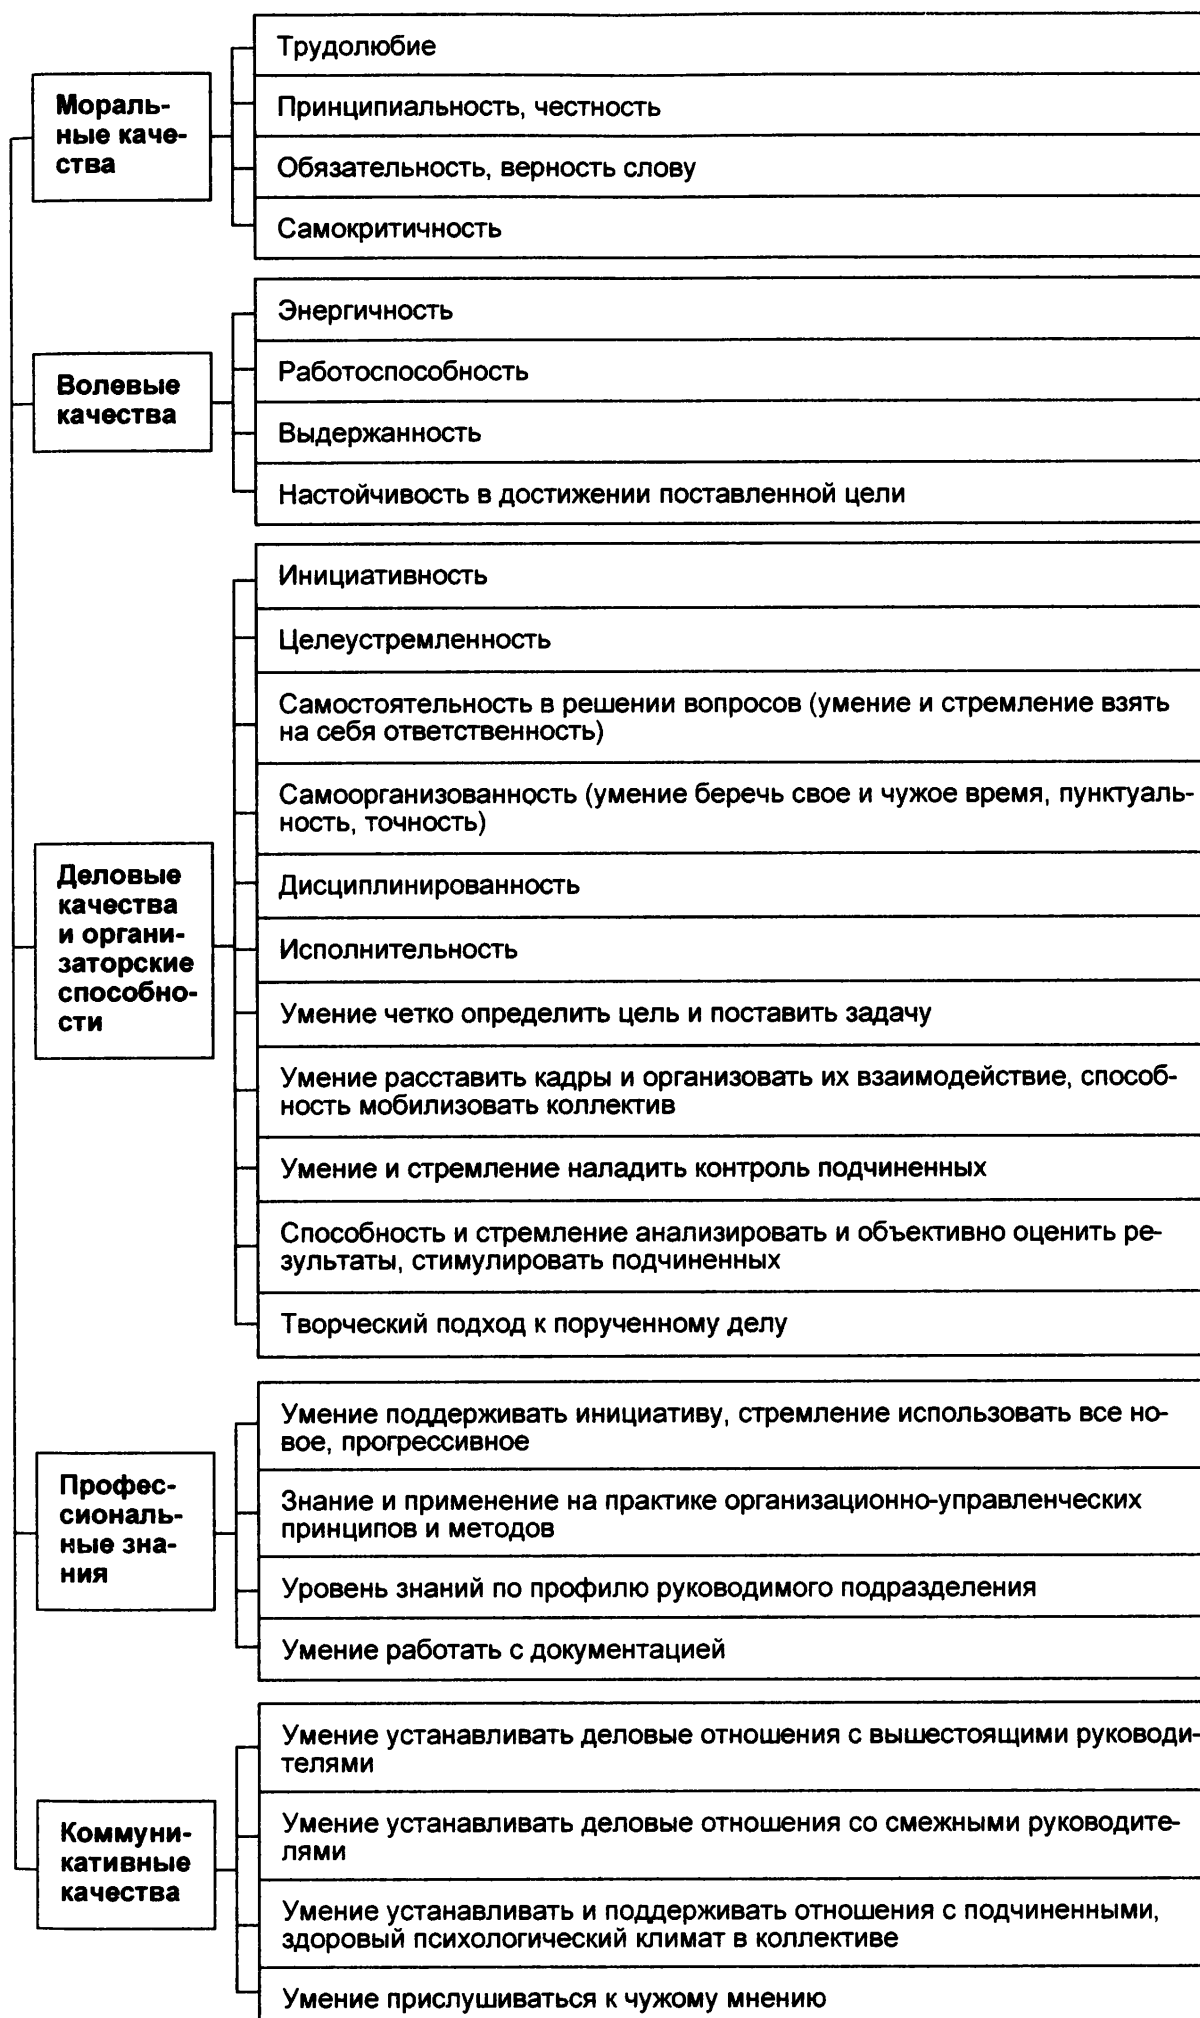 Мораль-
ные каче-
ства
Трудолюбие
Принципиальность, честность
Обязательность, верность слову
Самокритичность
Волевые
качества
Энергичность
Работоспособность
Выдержанность
Настойчивость в достижении поставленной цели
Деловые
качества
и органи-
заторские
способно-
сти
Инициативность
Целеустремленность
Самостоятельность в решении вопросов (умение и стремление взять
на себя ответственность)
Самоорганизованность (умение беречь свое и чужое время, пунктуаль-
ность, точность)
Дисциплинированность
Исполнительность
Умение четко определить цель и поставить задачу
Умение расставить кадры и организовать их взаимодействие, способ-
ность мобилизовать коллектив
Умение и стремление наладить контроль подчиненных
Способность и стремление анализировать и объективно оценить ре-
зультаты, стимулировать подчиненных
Творческий подход к порученному делу
Профес-
сиональ-
ные зна-
ния
Умение поддерживать инициативу, стремление использовать все но-
вое, прогрессивное
Знание и применение на практике организационно-управленческих
принципов и методов
Уровень знаний по профилю руководимого подразделения
Умение работать с документацией
Коммуни-
кативные
качества
Умение устанавливать деловые отношения с вышестоящими руководи-
телями
Умение устанавливать деловые отношения со смежными руководите-
лями
Умение устанавливать и поддерживать отношения с подчиненными,
здоровый психологический климат в коллективе
Умение прислушиваться к чужому мнению